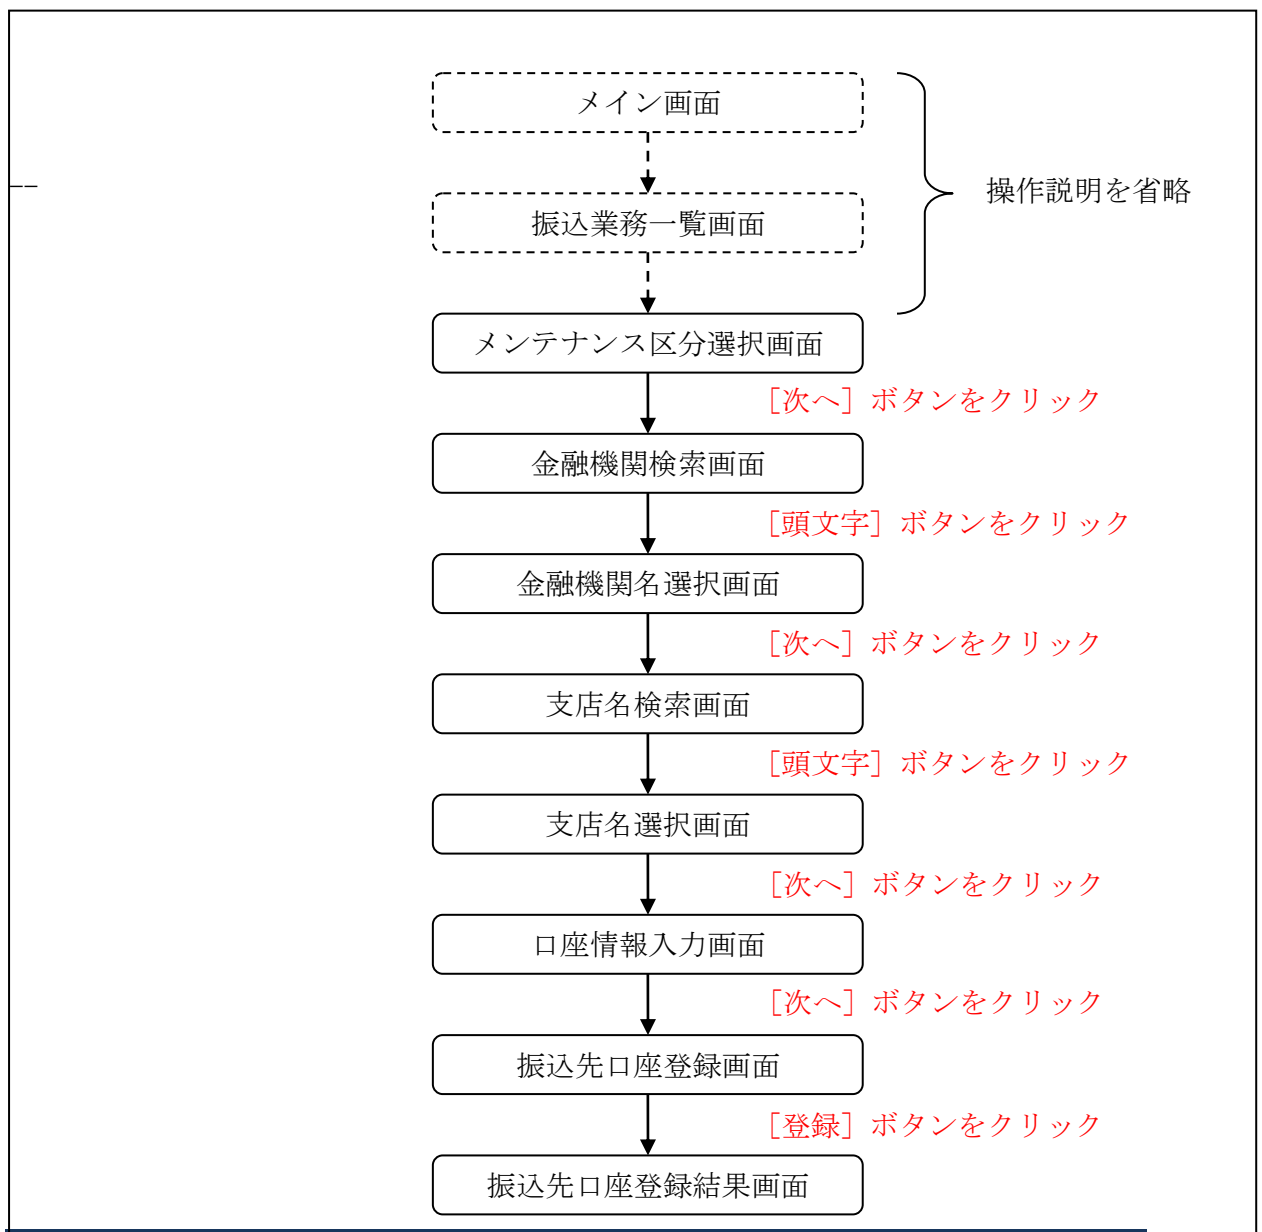 メイン画面
操作説明を省略
振込業務一覧画面
メンテナンス区分選択画面
［次へ］ボタンをクリック
金融機関検索画面
［頭文字］ボタンをクリック
金融機関名選択画面
［次へ］ボタンをクリック
支店名検索画面
［頭文字］ボタンをクリック
支店名選択画面
［次へ］ボタンをクリック
口座情報入力画面
［次へ］ボタンをクリック
振込先口座登録画面
［登録］ボタンをクリック
振込先口座登録結果画面